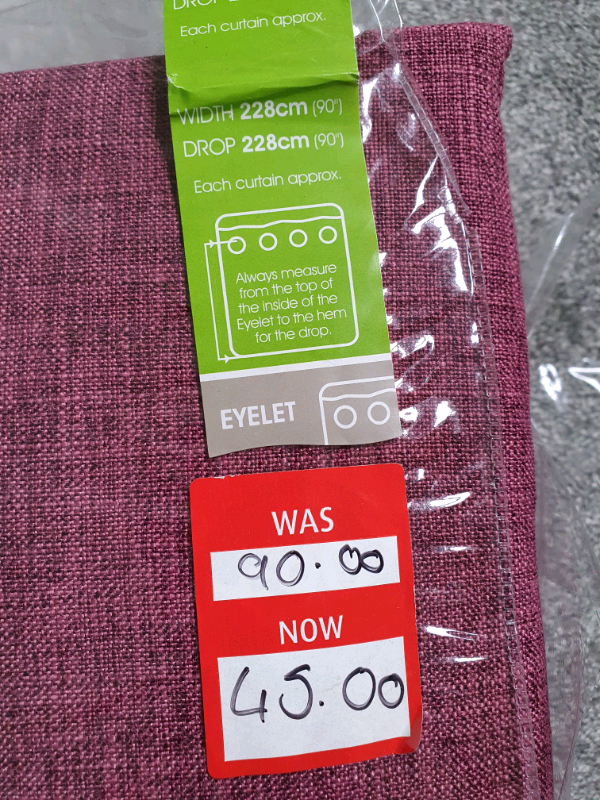 DROP
Each curtain approx.
WIDTH 228cm (90")
DROP 228cm (90")
Each curtain approx.
Always measure
from the top of
the inside of the
Eyelet to the hem
for the drop.
EYELET
WAS
90.00
NOW
45.00